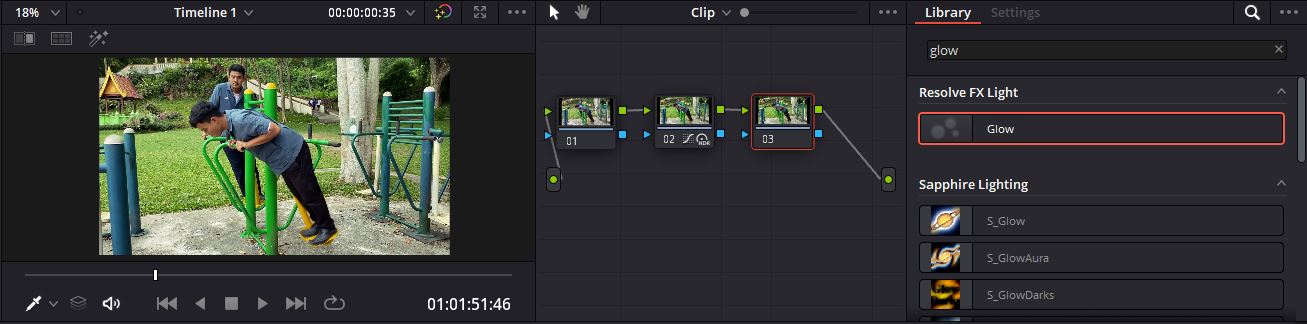 18% Timeline 1 00:00:00:35 Clip Library Settings
glow
Resolve FX Light
Glow
01 02 HDR 03
Sapphire Lighting
S_Glow
S_GlowAura
S_GlowDarks
01:01:51:46